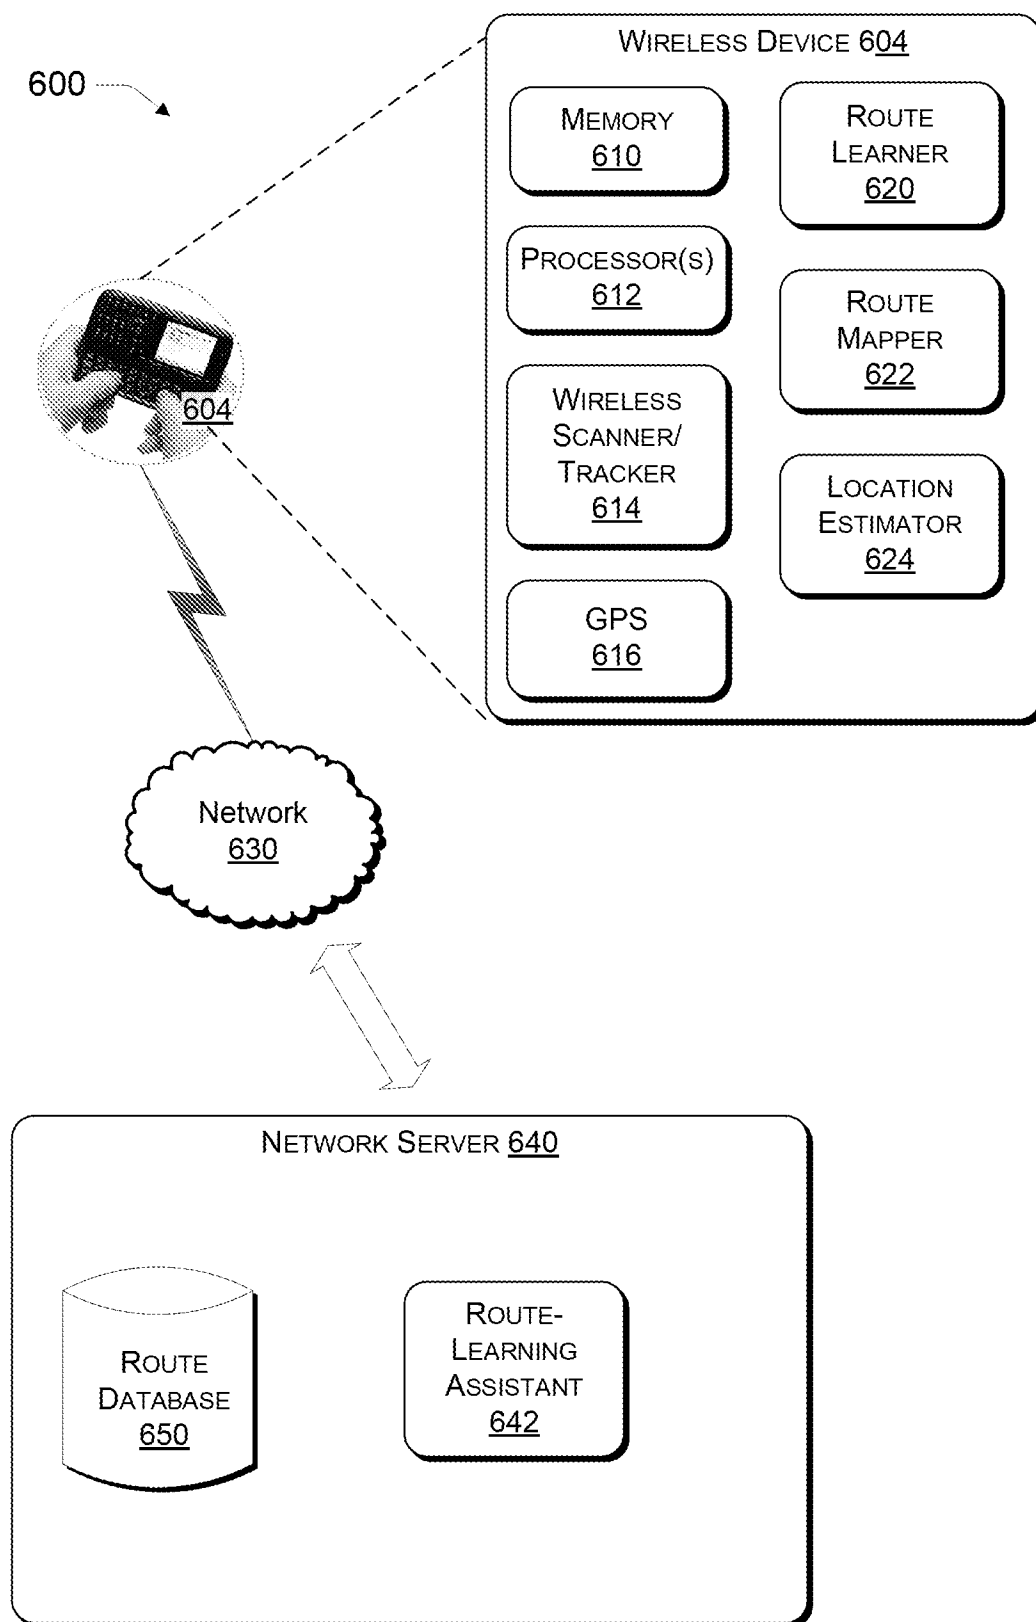 600
WIRELESS DEVICE 604
MEMORY
610
PROCESSOR(S)
612
WIRELESS
SCANNER/
TRACKER
614
GPS
616
ROUTE
LEARNER
620
ROUTE
MAPPER
622
LOCATION
ESTIMATOR
624
604
Network
630
NETWORK SERVER 640
ROUTE
DATABASE
650
ROUTE-
LEARNING
ASSISTANT
642